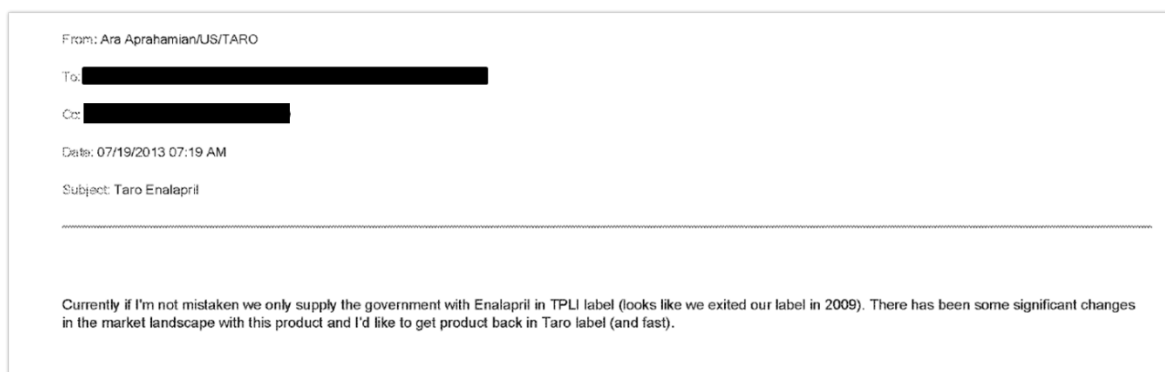 From: Ara Aprahamian/US/TARO
To:
Cc:
Date: 07/19/2013 07:19 AM
Subject: Taro Enalapril
Currently if I'm not mistaken we only supply the government with Enalapril in TPLI label (looks like we exited our label in 2009). There has been some significant changes
in the market landscape with this product and I'd like to get product back in Taro label (and fast).